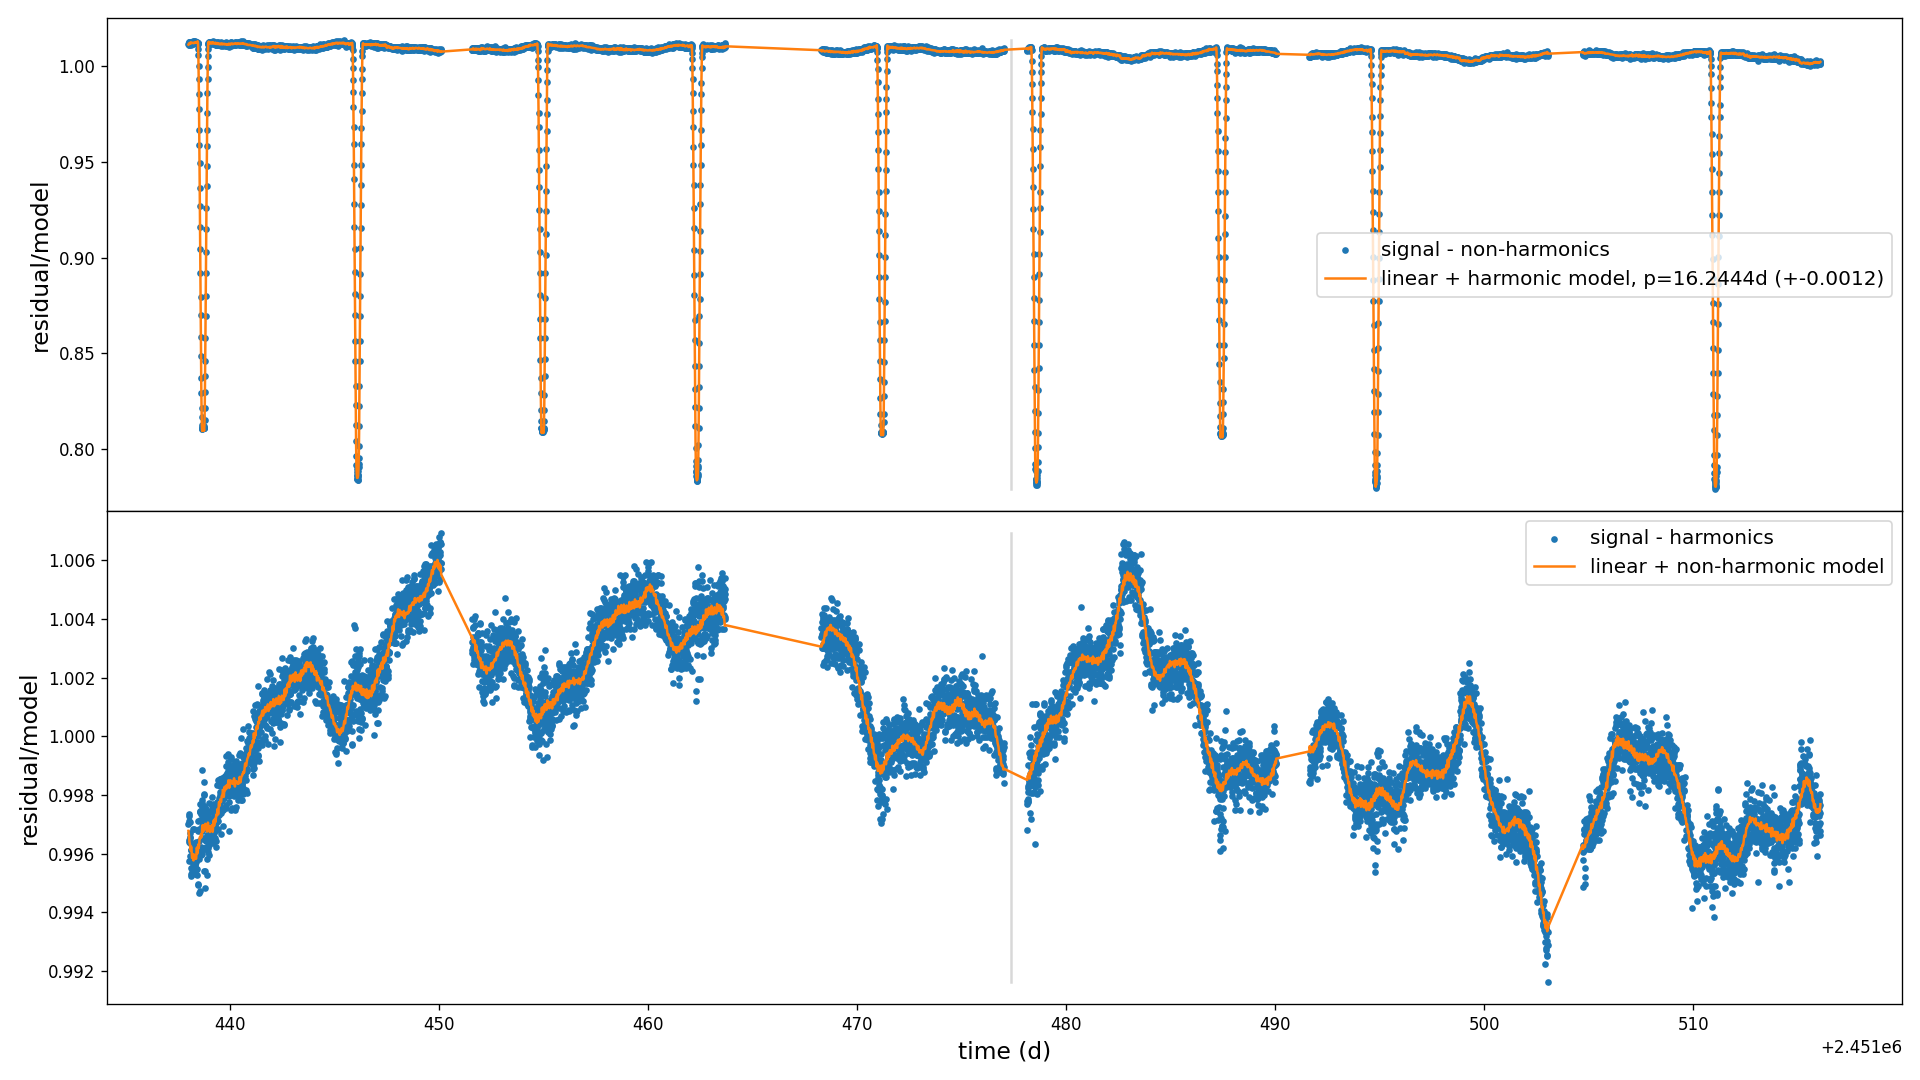 residual/model
1.00
0.95
0.90
0.85
0.80
signal - non-harmonics
linear + harmonic model, p=16.2444d (+-0.0012)
residual/model
1.006
1.004
1.002
1.000
0.998
0.996
0.994
0.992
signal - harmonics
linear + non-harmonic model
440 450 460 470 480 490 500 510
time (d)
+2.451e6